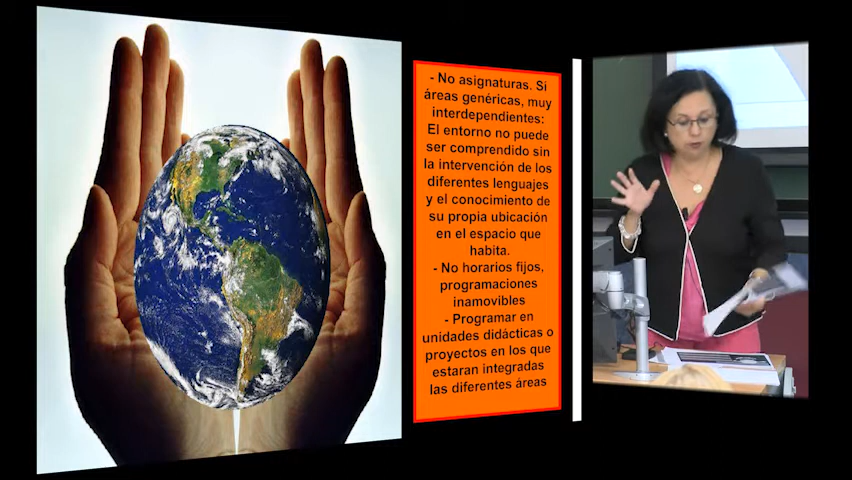 - No asignaturas. Sí
áreas genéricas, muy
interdependientes:
El entorno no puede
ser comprendido sin
la intervención de los
diferentes lenguajes
y el conocimiento de
su propia ubicación
en el espacio que
habita.
- No horarios fijos,
programaciones
inamovibles
- Programar en
unidades didácticas o
proyectos en los que
estaran integradas
las diferentes áreas